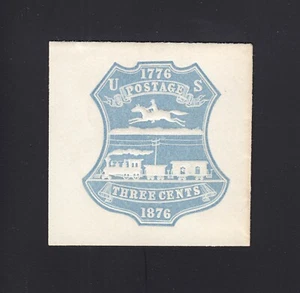 1776
U POSTAGE S
THREE CENTS
1876